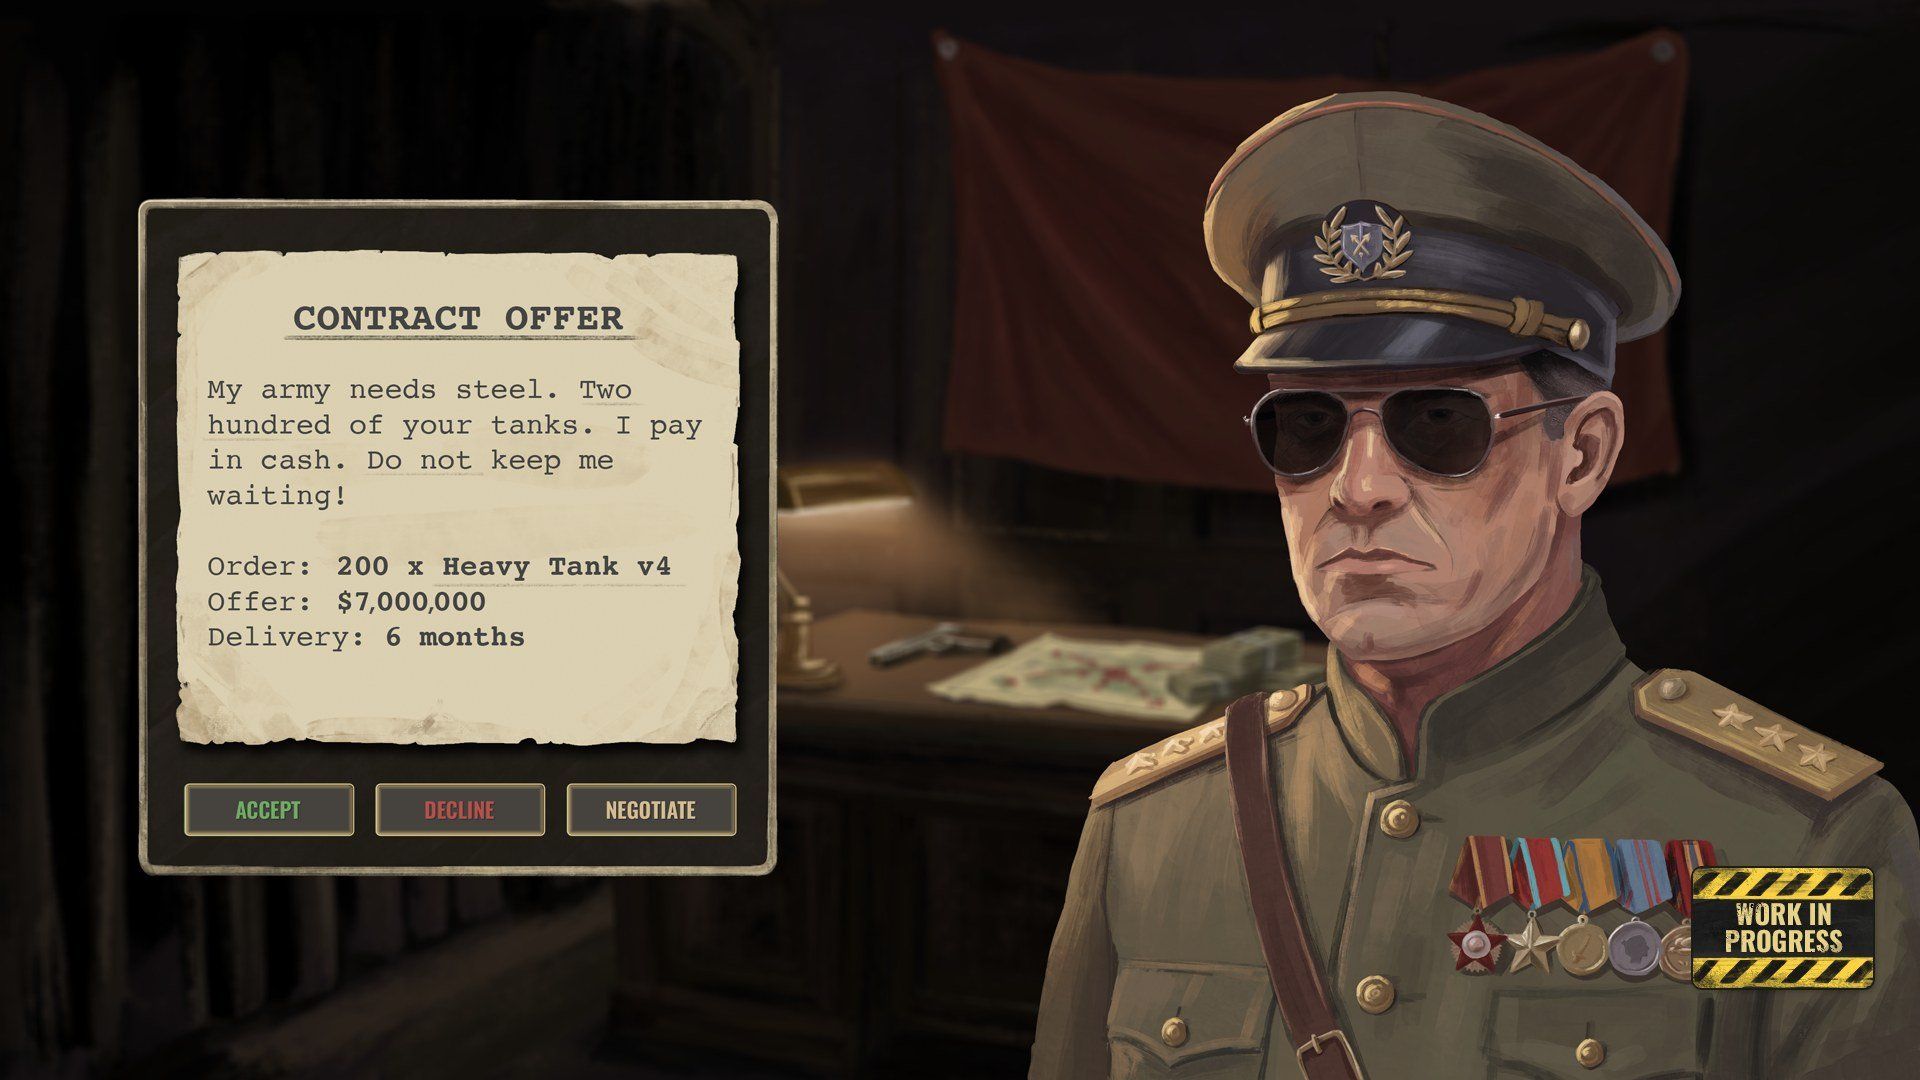 CONTRACT OFFER
My army needs steel. Two
hundred of your tanks. I pay
in cash. Do not keep me
waiting!
Order: 200 x Heavy Tank v4
Offer: $7,000,000
Delivery: 6 months
ACCEPT
DECLINE
NEGOTIATE
WORK IN
PROGRESS